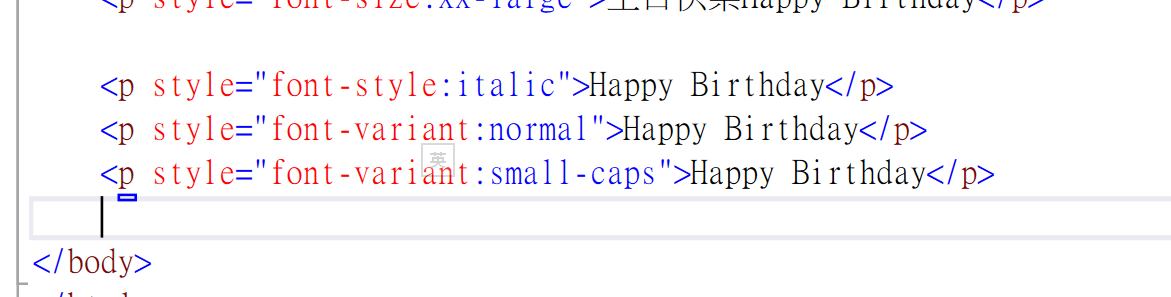 <p style="font-size:xx-large">生日快樂Happy Birthday</p>
<p style="font-style:italic">Happy Birthday</p>
<p style="font-variant:normal">Happy Birthday</p>
英
<p style="font-variant:small-caps">Happy Birthday</p>
</body>